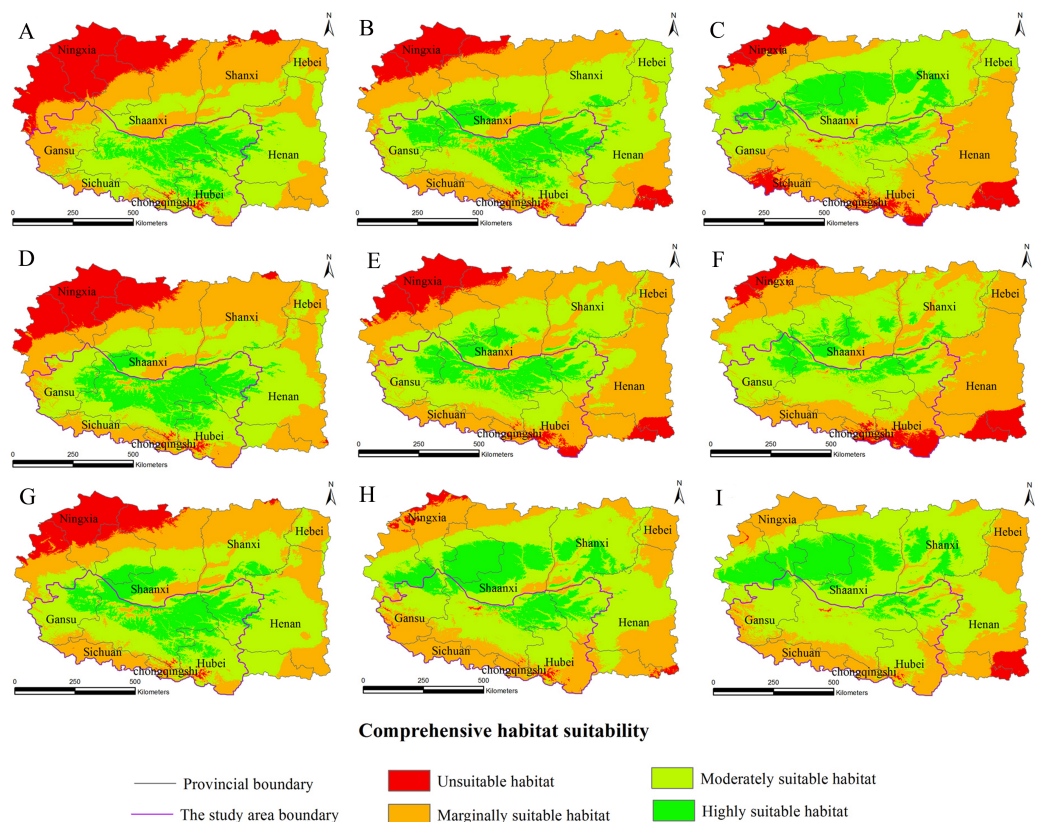 A
N
Ningxia
Hebei
Shanxi
Shaanxi
Gansu
Henan
Sichuan
Hubei
chongqingshi
0 250 500
Kilometers
B
N
Ningxia
Hebei
Shanxi
Shaanxi
Gansu
Henan
Sichuan
Hubei
chongqingshi
0 250 500
Kilometers
C
N
Ningxia
Hebei
Shanxi
Shaanxi
Gansu
Henan
Sichuan
Hubei
chongqingshi
0 250 500
Kilometers
D
N
Ningxia
Hebei
Shanxi
Shaanxi
Gansu
Henan
Sichuan
Hubei
chongqingshi
0 250 500
Kilometers
E
N
Ningxia
Hebei
Shanxi
Shaanxi
Gansu
Henan
Sichuan
Hubei
chongqingshi
0 250 500
Kilometers
F
N
Ningxia
Hebei
Shanxi
Shaanxi
Gansu
Henan
Sichuan
Hubei
chongqingshi
0 250 500
Kilometers
G
N
Ningxia
Hebei
Shanxi
Shaanxi
Gansu
Henan
Sichuan
Hubei
chongqingshi
0 250 500
Kilometers
H
N
Ningxia
Hebei
Shanxi
Shaanxi
Gansu
Henan
Sichuan
Hubei
chongqingshi
0 250 500
Kilometers
I
N
Ningxia
Hebei
Shanxi
Shaanxi
Gansu
Henan
Sichuan
Hubei
chongqingshi
0 250 500
Kilometers
Comprehensive habitat suitability
Provincial boundary
Unsuitable habitat
Moderately suitable habitat
The study area boundary
Marginally suitable habitat
Highly suitable habitat